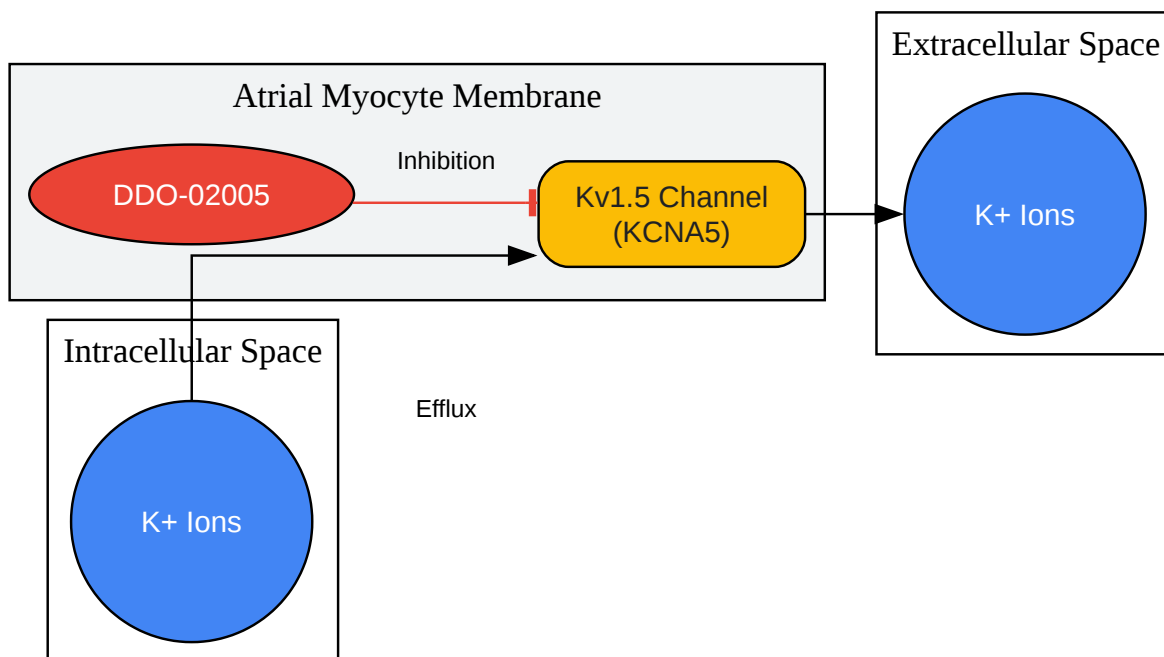 Extracellular Space
Atrial Myocyte Membrane
Inhibition
DDO-02005
Kv1.5 Channel
(KCNA5)
K+ Ions
Intracellular Space
Efflux
K+ Ions